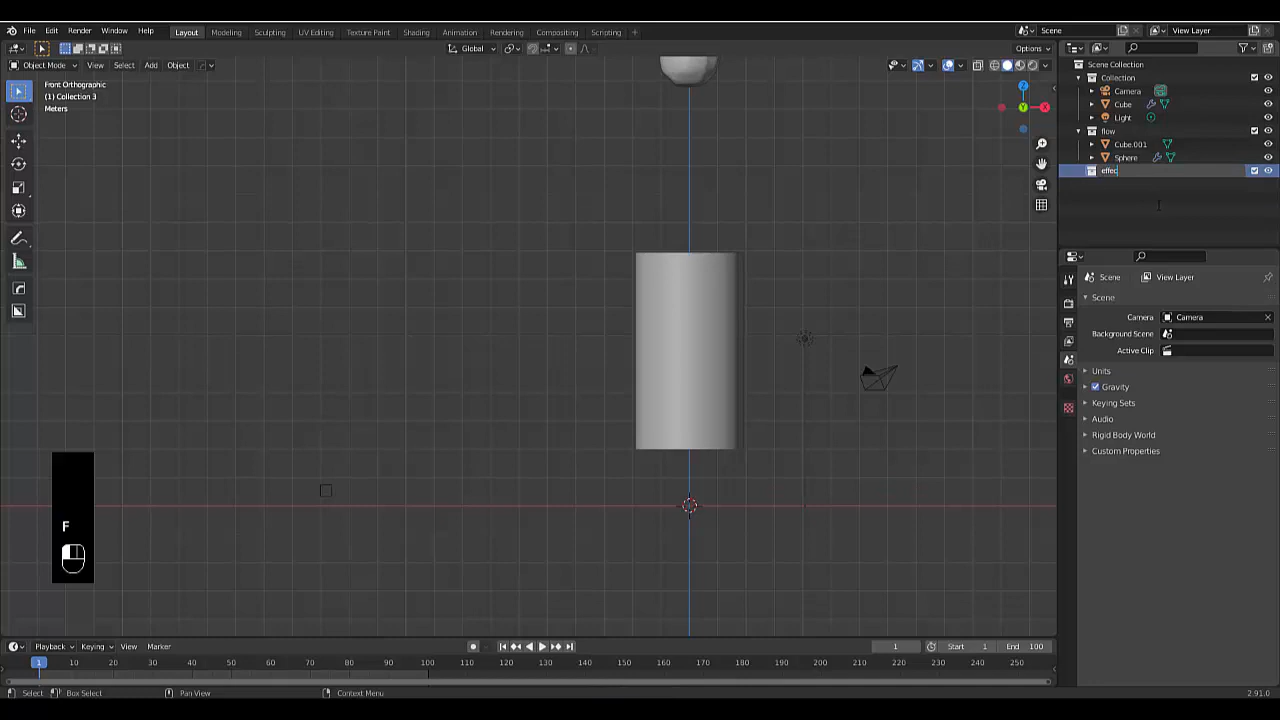 File Edit Render Window Help Layout Modeling Sculpting UV Editing Texture Paint Shading Animation Rendering Compositing Scripting + Scene View Layer
Global Options
Object Mode View Select Add Object
Front Orthographic
(1) Collection 3
Meters
Z
Y
X
Scene Collection
Collection
Camera
Cube
Light
flow
Cube.001
Sphere
effec
Scene View Layer
Scene
Camera Camera
Background Scene
Active Clip
Units
Gravity
Keying Sets
Audio
Rigid Body World
Custom Properties
F
Playback Keying View Marker 1 Start 1 End 100
1 10 20 30 40 50 60 70 80 90 100 110 120 130 140 150 160 170 180 190 200 210 220 230 240 250
Select Box Select Pan View Context Menu 2.91.0